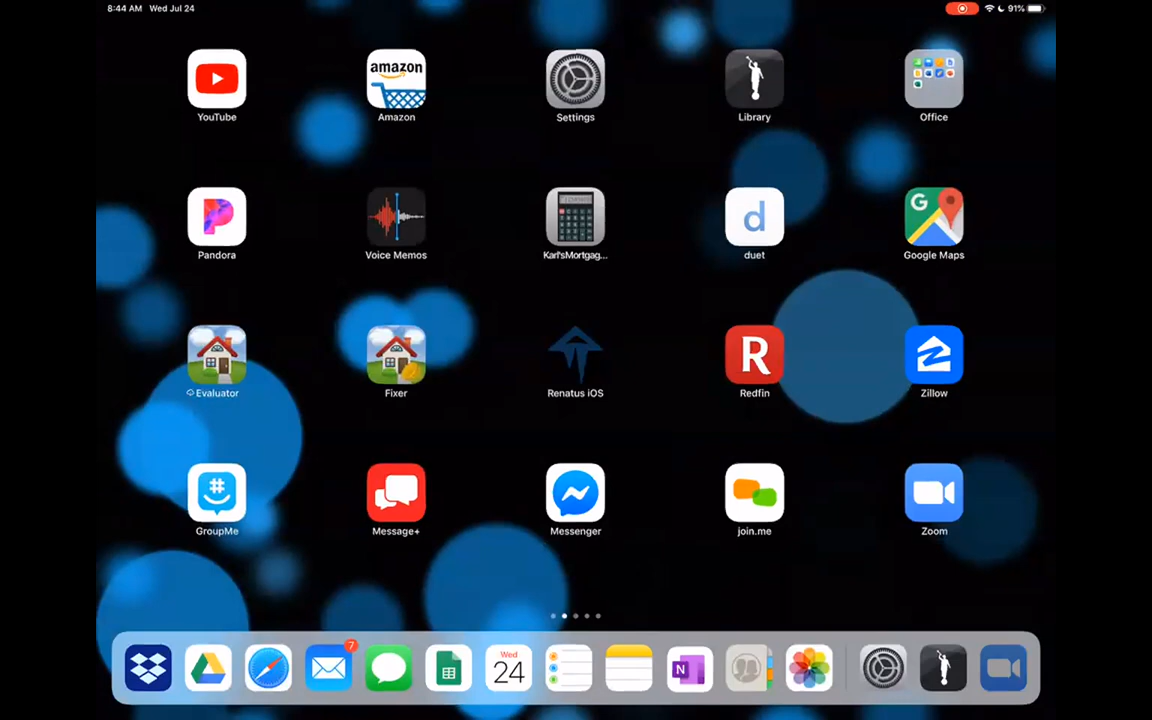 8:44 AM Wed Jul 24
91%
amazon
YouTube
Amazon
Settings
Library
Office
P
d
G
Pandora
Voice Memos
Karl'sMortgag...
duet
Google Maps
R
Z
Evaluator
Fixer
Renatus iOS
Redfin
Zillow
#
GroupMe
Message+
Messenger
join.me
Zoom
7
Wed
24
N